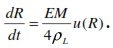 dR/dt = EM/4ρ_L u(R).